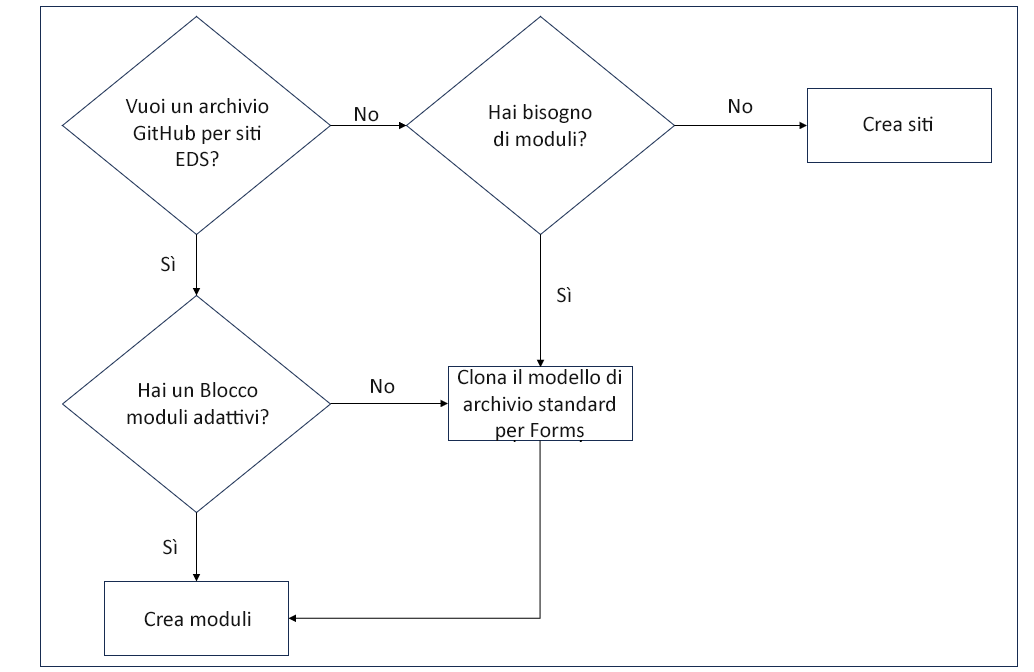 Vuoi un archivio
GitHub per siti
EDS?
No
Hai bisogno
di moduli?
No
Crea siti
Sì
Sì
Hai un Blocco
moduli adattivi?
No
Clona il modello di
archivio standard
per Forms
Sì
Crea moduli